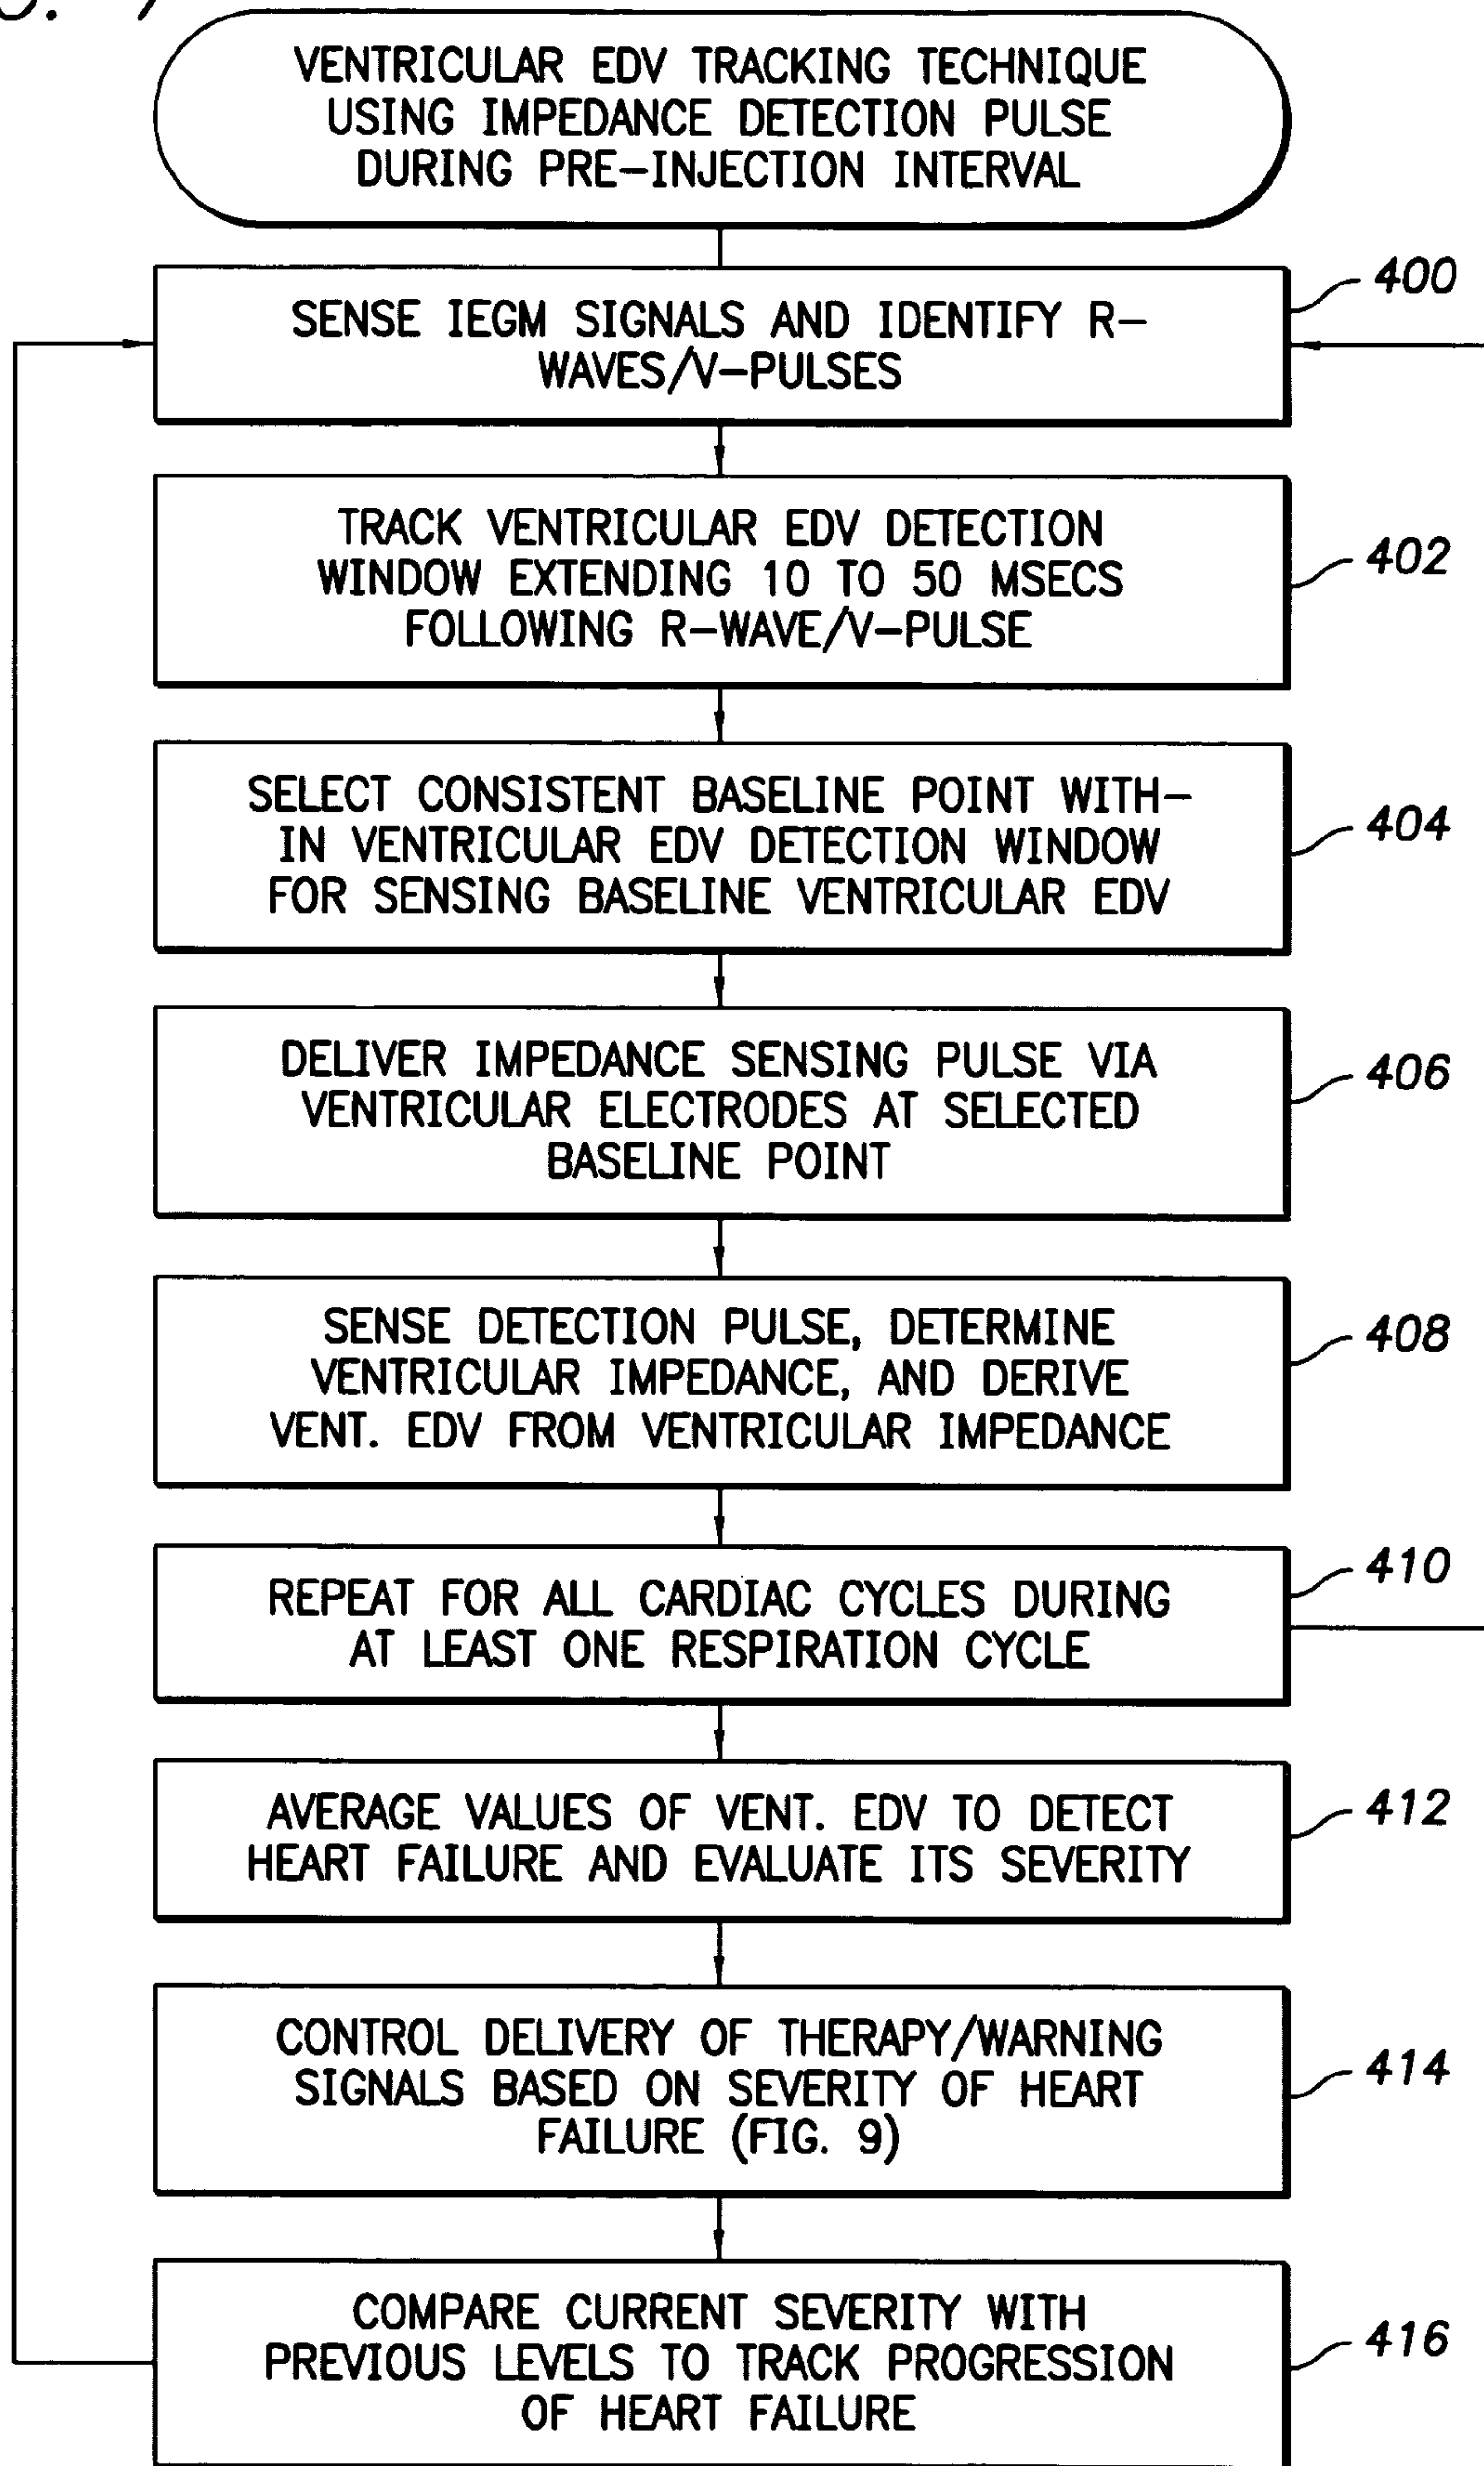 VENTRICULAR EDV TRACKING TECHNIQUE
USING IMPEDANCE DETECTION PULSE
DURING PRE-INJECTION INTERVAL
400
SENSE IEGM SIGNALS AND IDENTIFY R-
WAVES/V-PULSES
TRACK VENTRICULAR EDV DETECTION
WINDOW EXTENDING 10 TO 50 MSECS
FOLLOWING R-WAVE/V-PULSE
402
SELECT CONSISTENT BASELINE POINT WITH-
IN VENTRICULAR EDV DETECTION WINDOW
FOR SENSING BASELINE VENTRICULAR EDV
404
DELIVER IMPEDANCE SENSING PULSE VIA
VENTRICULAR ELECTRODES AT SELECTED
BASELINE POINT
406
SENSE DETECTION PULSE, DETERMINE
VENTRICULAR IMPEDANCE, AND DERIVE
VENT. EDV FROM VENTRICULAR IMPEDANCE
408
REPEAT FOR ALL CARDIAC CYCLES DURING
AT LEAST ONE RESPIRATION CYCLE
410
AVERAGE VALUES OF VENT. EDV TO DETECT
HEART FAILURE AND EVALUATE ITS SEVERITY
412
CONTROL DELIVERY OF THERAPY/WARNING
SIGNALS BASED ON SEVERITY OF HEART
FAILURE (FIG. 9)
414
COMPARE CURRENT SEVERITY WITH
PREVIOUS LEVELS TO TRACK PROGRESSION
OF HEART FAILURE
416